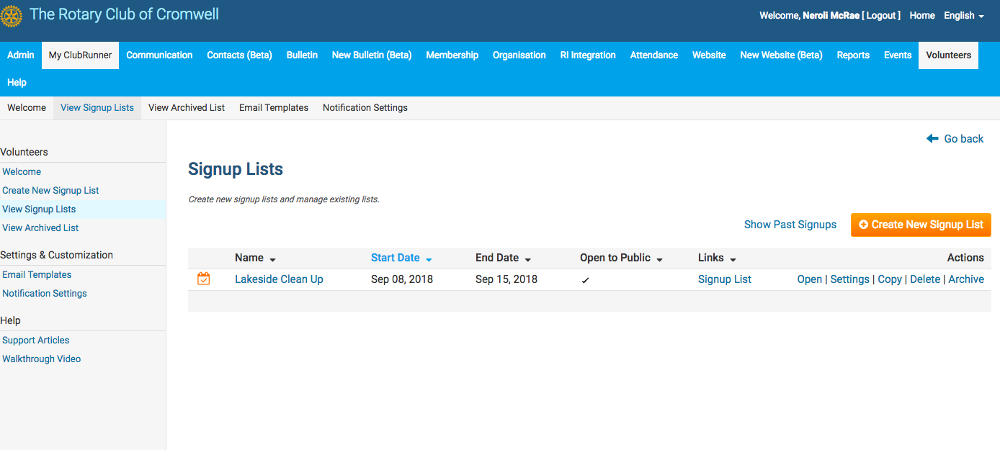 The Rotary Club of Cromwell
Welcome, Neroli McRae [ Logout ] Home English
Admin My ClubRunner Communication Contacts (Beta) Bulletin New Bulletin (Beta) Membership Organisation RI Integration Attendance Website New Website (Beta) Reports Events Volunteers
Help
Welcome View Signup Lists View Archived List Email Templates Notification Settings
Volunteers
Welcome
Create New Signup List
View Signup Lists
View Archived List
Settings & Customization
Email Templates
Notification Settings
Help
Support Articles
Walkthrough Video
Go back
Signup Lists
Create new signup lists and manage existing lists.
Show Past Signups Create New Signup List
Name Start Date End Date Open to Public Links Actions
Lakeside Clean Up Sep 08, 2018 Sep 15, 2018 ✓ Signup List Open | Settings | Copy | Delete | Archive